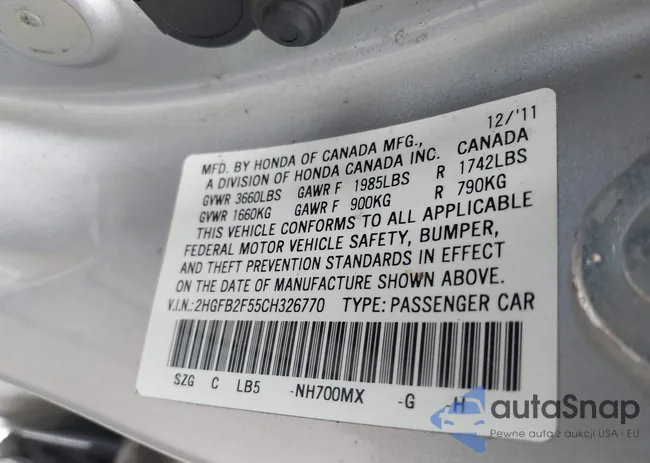 12/'11
MFD. BY HONDA OF CANADA MFG., CANADA
A DIVISION OF HONDA CANADA INC.
GVWR 3660LBS GAWR F 1985LBS R 1742LBS
GVWR 1660KG GAWR F 900KG R 790KG
THIS VEHICLE CONFORMS TO ALL APPLICABLE
FEDERAL MOTOR VEHICLE SAFETY, BUMPER,
AND THEFT PREVENTION STANDARDS IN EFFECT
ON THE DATE OF MANUFACTURE SHOWN ABOVE.
V.I.N.:2HGFB2F55CH326770 TYPE: PASSENGER CAR
SZG C LB5 -NH700MX -G H
autaSnap
Pewne auta z aukcji USA i EU